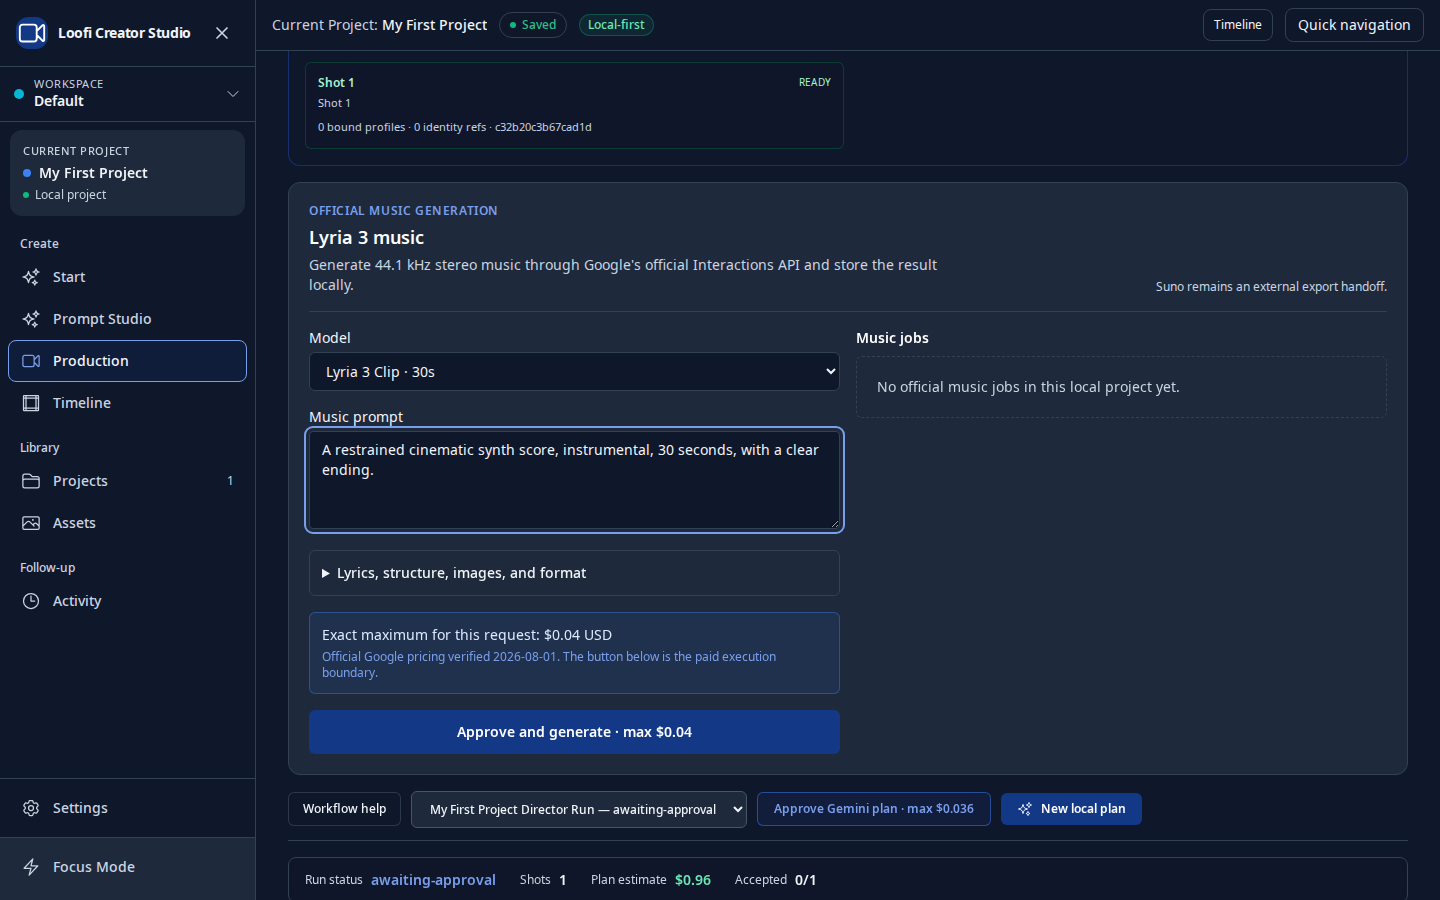 Loofi Creator Studio
WORKSPACE
Default
CURRENT PROJECT
My First Project
Local project
Create
Start
Prompt Studio
Production
Timeline
Library
Projects 1
Assets
Follow-up
Activity
Settings
Focus Mode
Current Project: My First Project Saved Local-first Timeline Quick navigation
Shot 1 READY
Shot 1
0 bound profiles · 0 identity refs · c32b20c3b67cad1d
OFFICIAL MUSIC GENERATION
Lyria 3 music
Generate 44.1 kHz stereo music through Google's official Interactions API and store the result
locally.
Suno remains an external export handoff.
Model
Lyria 3 Clip · 30s
Music prompt
A restrained cinematic synth score, instrumental, 30 seconds, with a clear
ending.
Lyrics, structure, images, and format
Exact maximum for this request: $0.04 USD
Official Google pricing verified 2026-08-01. The button below is the paid execution
boundary.
Approve and generate · max $0.04
Music jobs
No official music jobs in this local project yet.
Workflow help My First Project Director Run — awaiting-approval Approve Gemini plan · max $0.036 New local plan
Run status awaiting-approval Shots 1 Plan estimate $0.96 Accepted 0/1